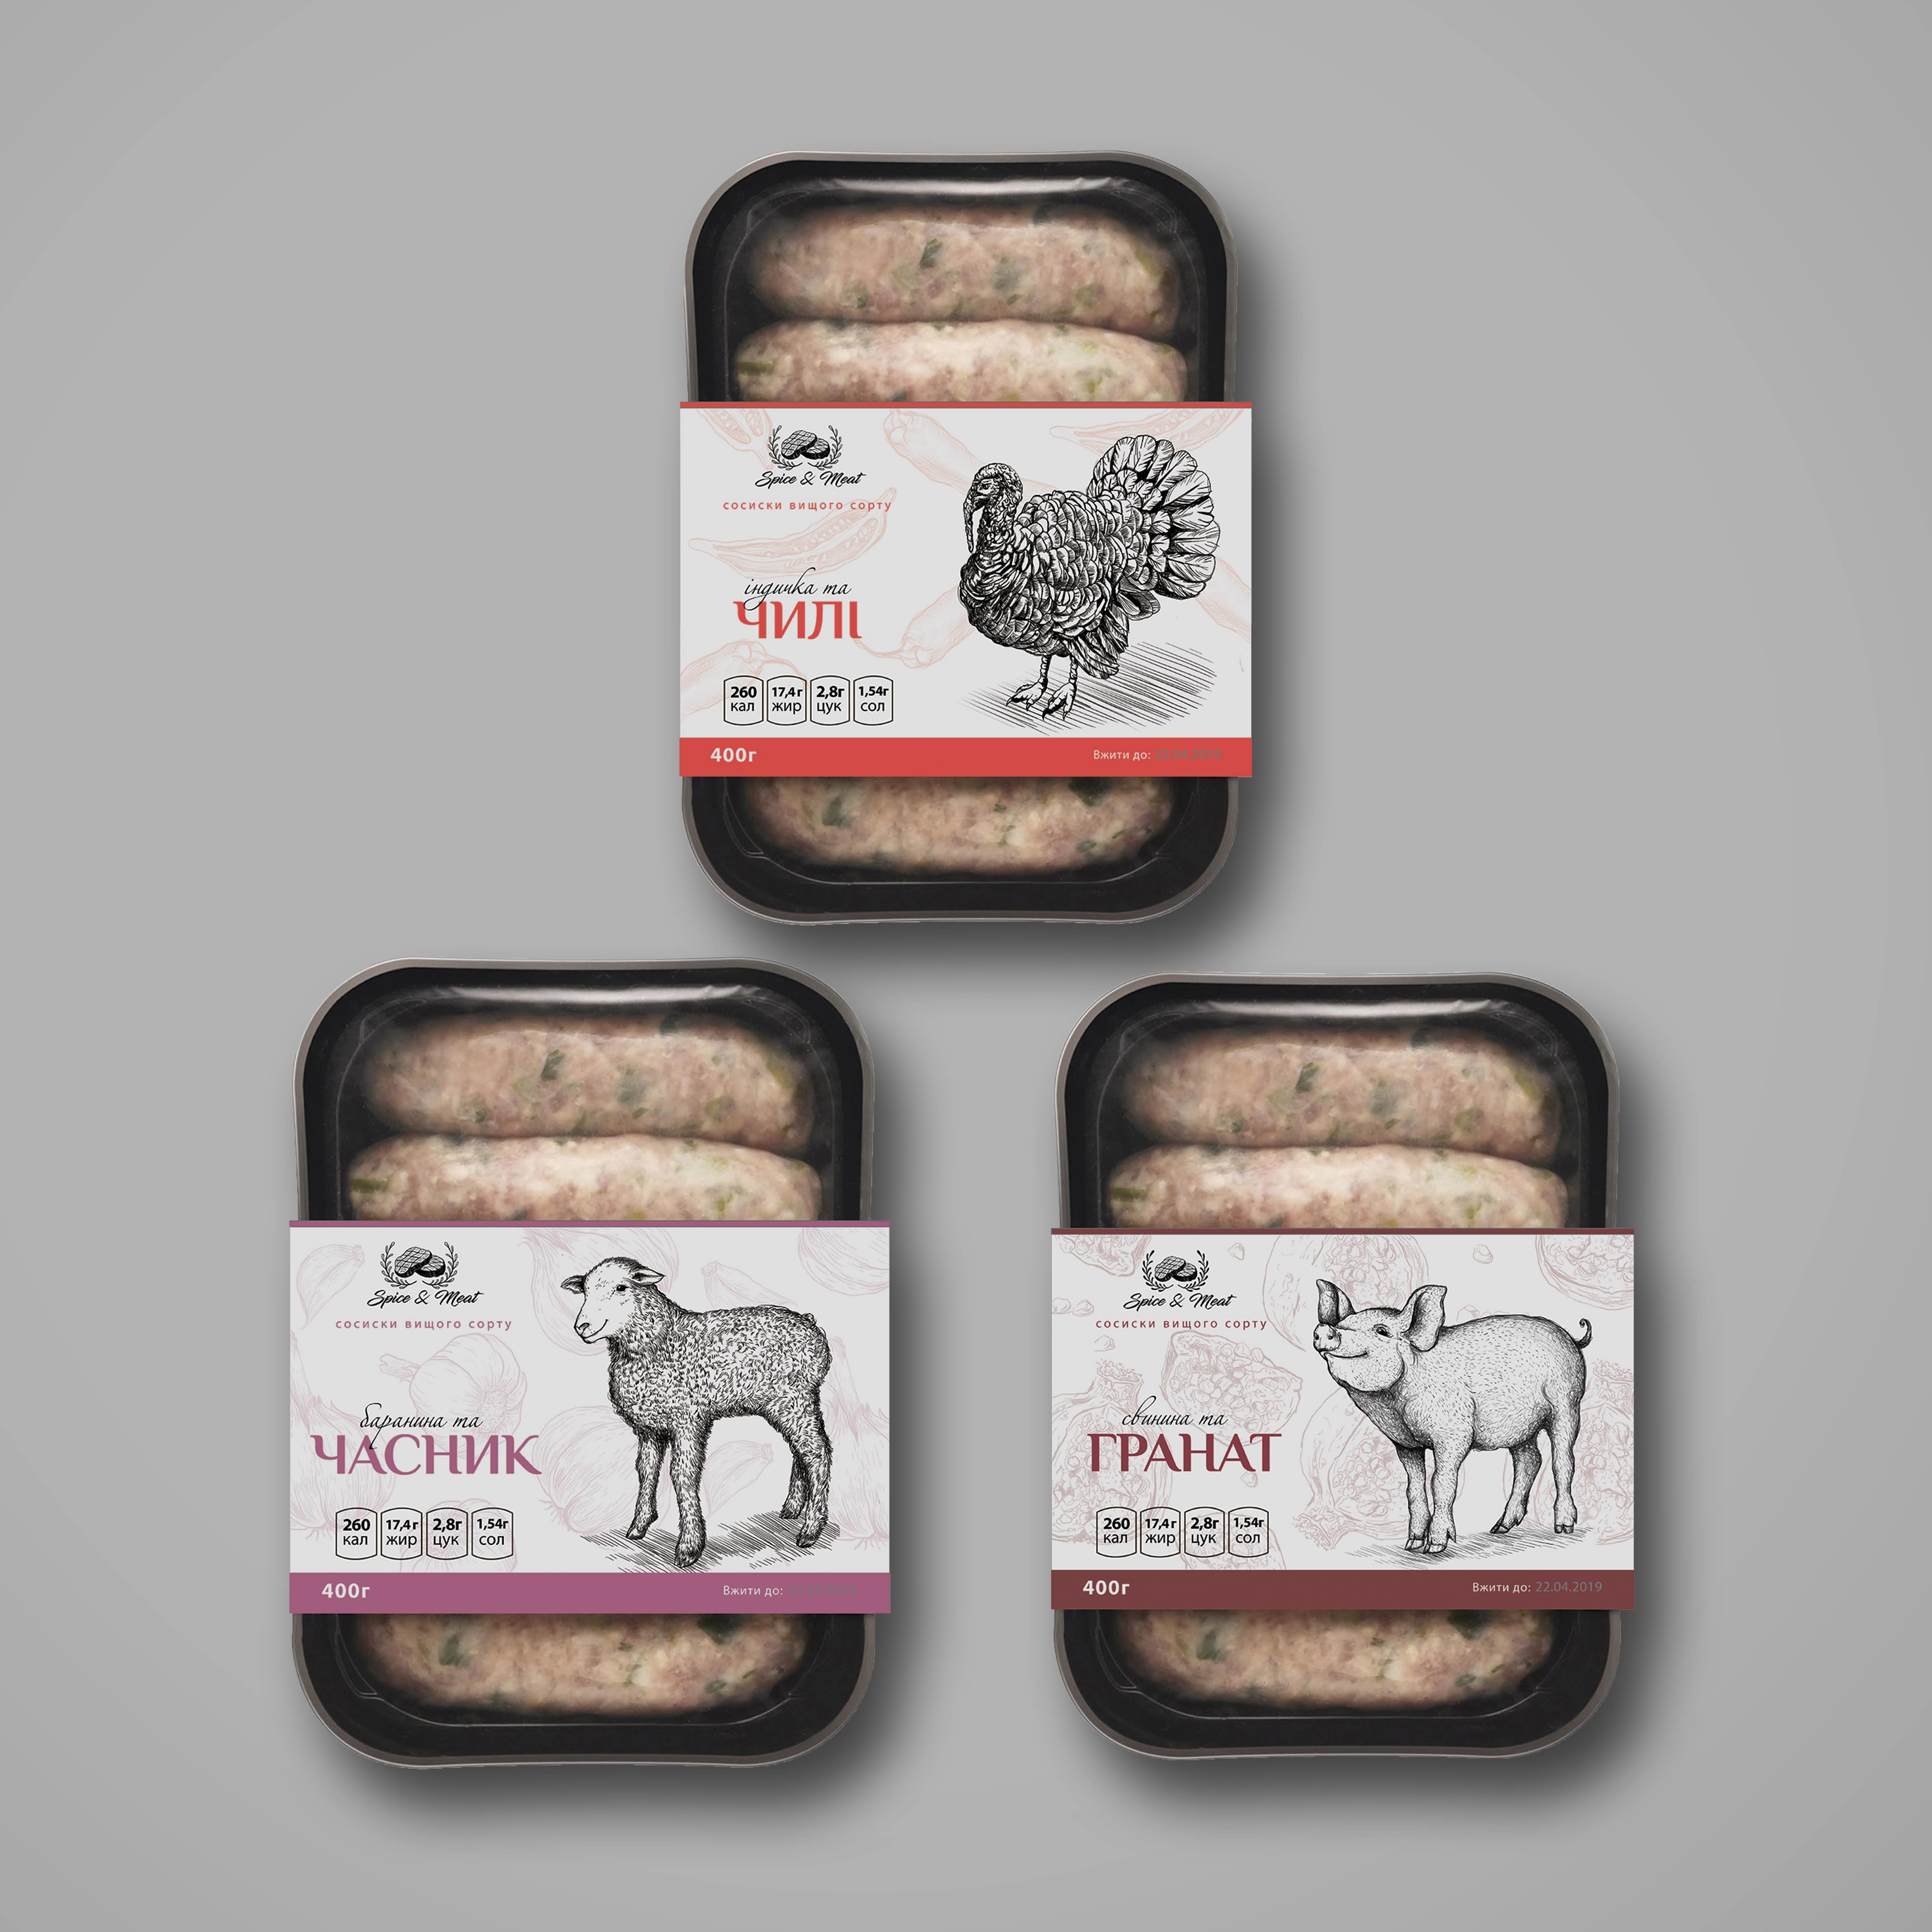 Spice & Meat
сосиски вищого сорту
індичка та
ЧИЛІ
260 17,4г 2,8г 1,54г
кал жир цук сол
400г Вжити до: 22.04.2019
Spice & Meat
сосиски вищого сорту
баранина та
ЧАСНИК
260 17,4г 2,8г 1,54г
кал жир цук сол
400г Вжити до:
Spice & Meat
сосиски вищого сорту
свинина та
ГРАНАТ
260 17,4г 2,8г 1,54г
кал жир цук сол
400г Вжити до: 22.04.2019